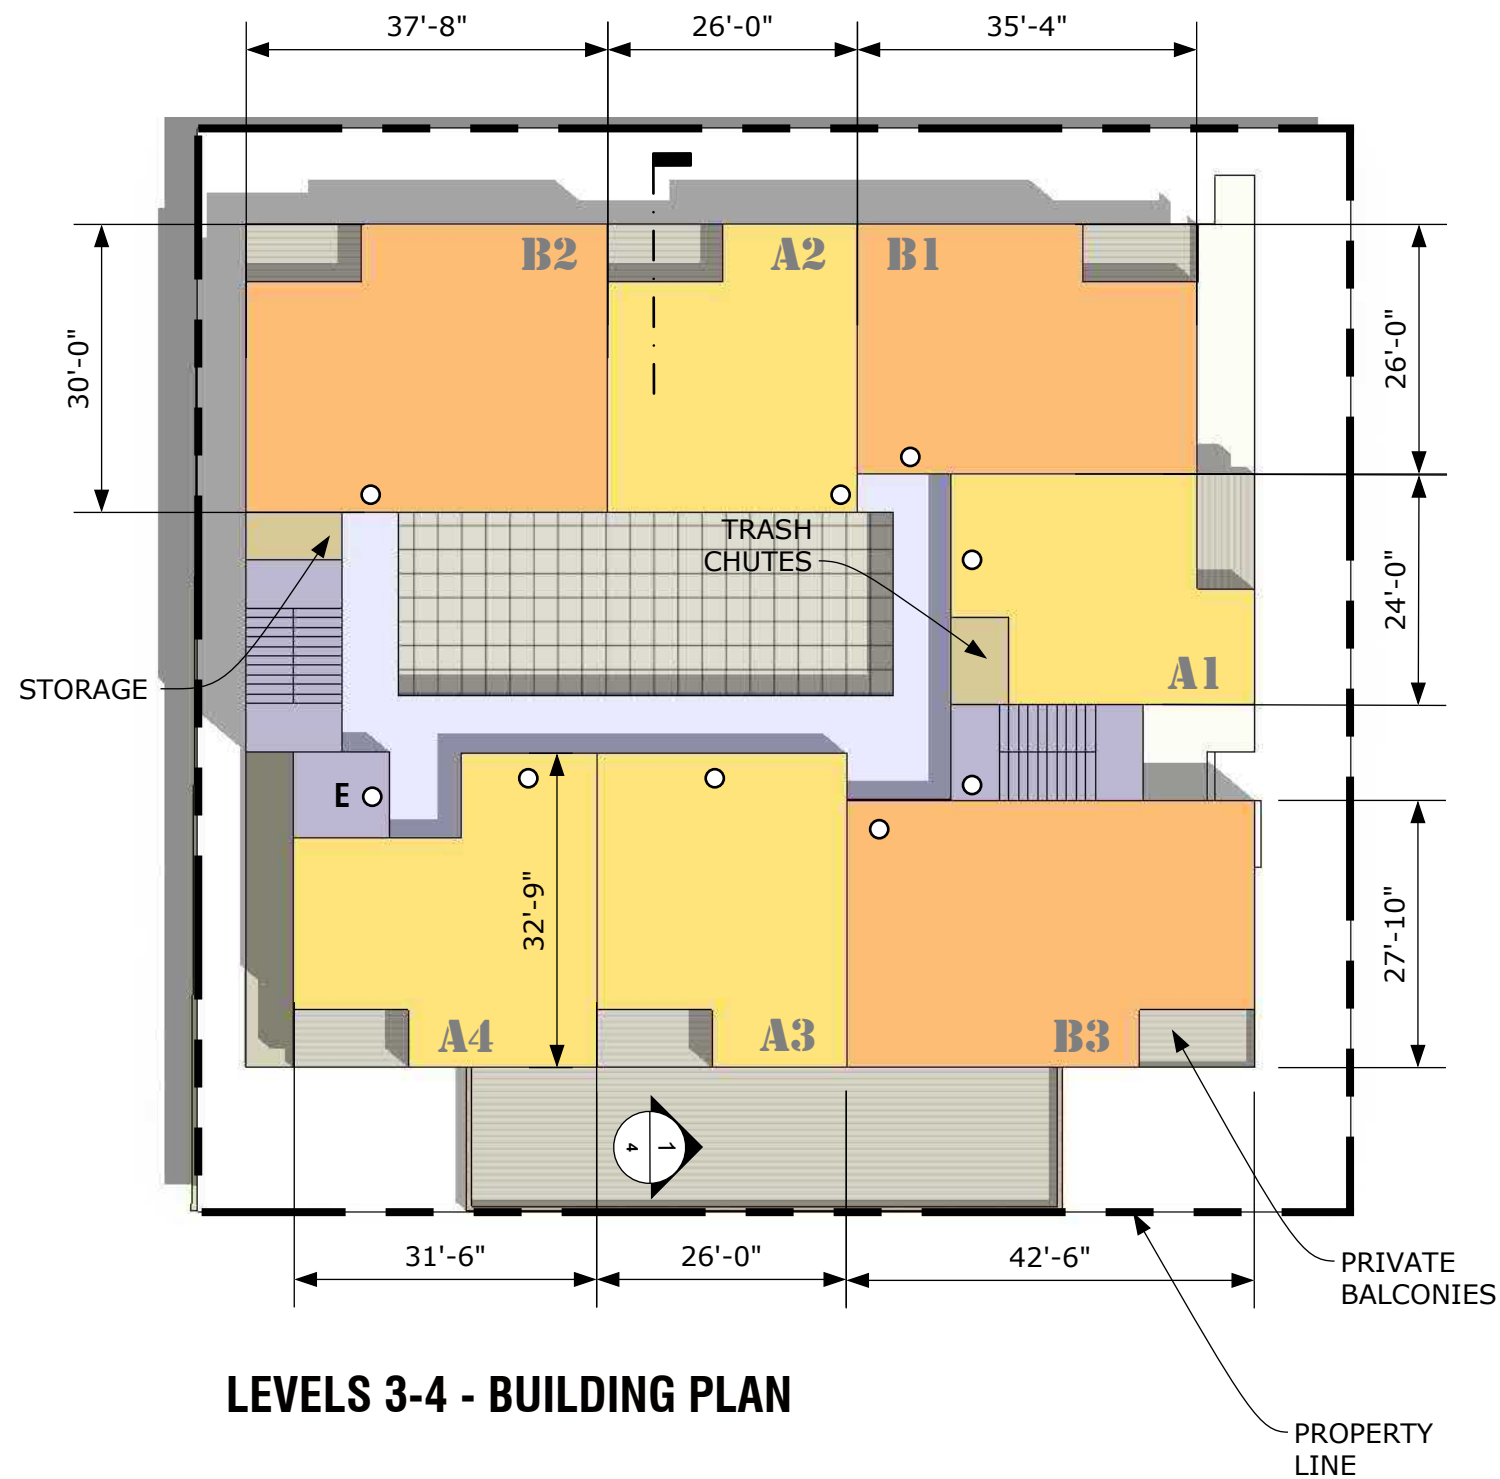 37'-8"
26'-0"
35'-4"
B2
A2
B1
30'-0"
26'-0"
TRASH
CHUTES
24'-0"
STORAGE
A1
E
32'-9"
27'-10"
A4
A3
B3
1
4
31'-6"
26'-0"
42'-6"
PRIVATE
BALCONIES
LEVELS 3-4 - BUILDING PLAN
PROPERTY
LINE